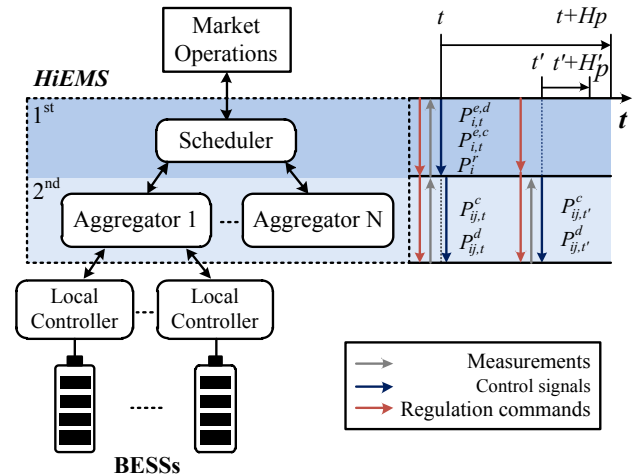 Market
Operations
HiEMS
1st
Scheduler
2nd
Aggregator 1
Aggregator N
Local
Controller
Local
Controller
BESSs
t
t+Hp
t′
t′+H′p
t
P^{e,d}_{i,t}
P^{e,c}_{i,t}
P^{r}_{i}
P^{c}_{ij,t}
P^{d}_{ij,t}
P^{c}_{ij,t′}
P^{d}_{ij,t′}
Measurements
Control signals
Regulation commands